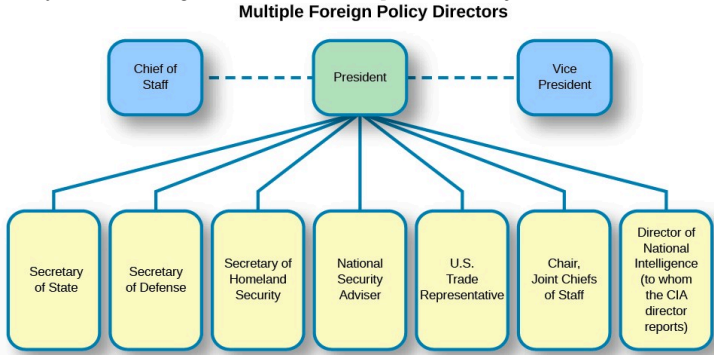 Multiple Foreign Policy Directors
Chief of
Staff
President
Vice
President
Secretary
of State
Secretary
of Defense
Secretary of
Homeland
Security
National
Security
Adviser
U.S.
Trade
Representative
Chair,
Joint Chiefs
of Staff
Director of
National
Intelligence
(to whom
the CIA
director
reports)